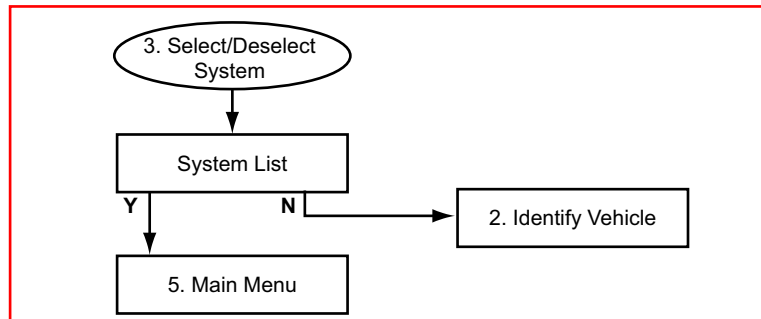 3. Select/Deselect
System
System List
Y
N
2. Identify Vehicle
5. Main Menu